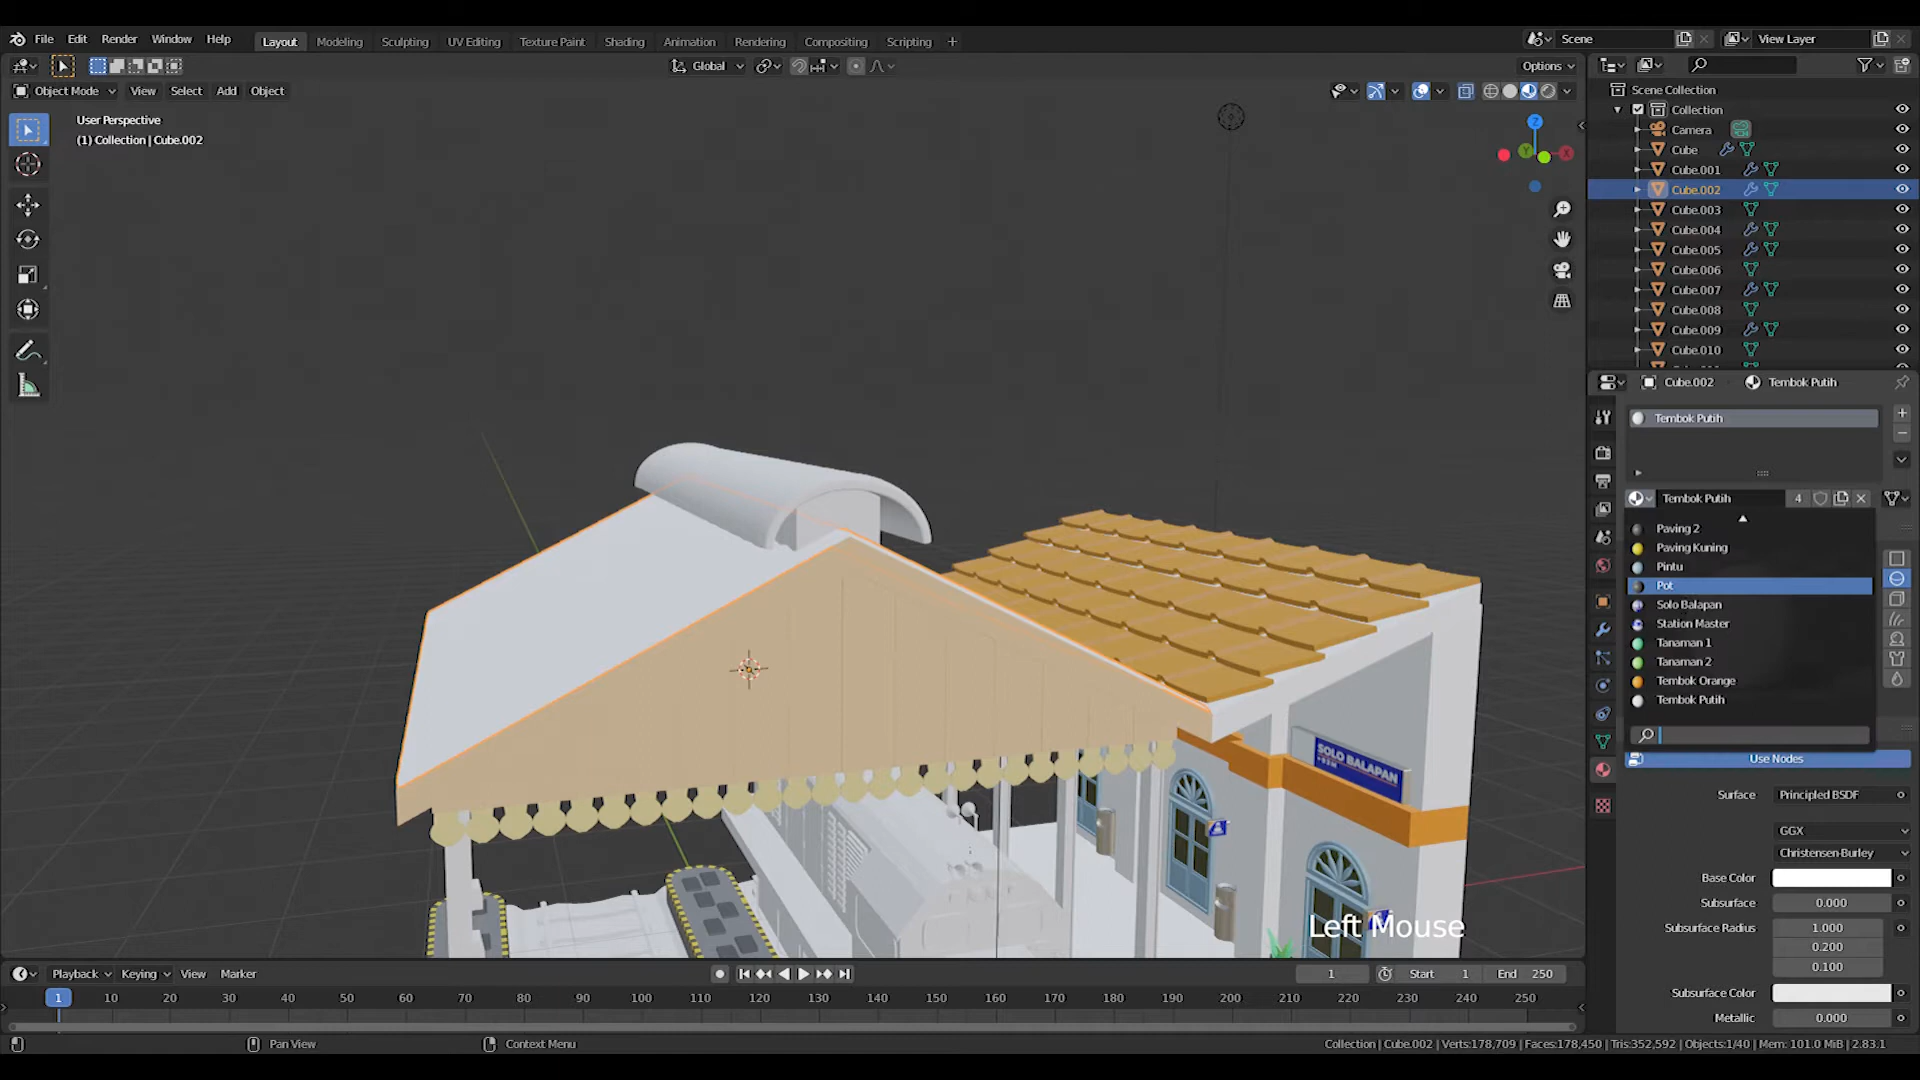 File Edit Render Window Help Layout Modeling Sculpting UV Editing Texture Paint Shading Animation Rendering Compositing Scripting + Scene View Layer
Global Options
Object Mode View Select Add Object
User Perspective
(1) Collection | Cube.002
Z
Y
X
Scene Collection
Collection
Camera
Cube
Cube.001
Cube.002
Cube.003
Cube.004
Cube.005
Cube.006
Cube.007
Cube.008
Cube.009
Cube.010
Cube.002 Tembok Putih
Tembok Putih
Tembok Putih 4
Paving 2
Paving Kuning
Pintu
Pot
Solo Balapan
Station Master
Tanaman 1
Tanaman 2
Tembok Orange
Tembok Putih
Use Nodes
Surface Principled BSDF
GGX
Christensen-Burley
Base Color
Subsurface 0.000
Subsurface Radius 1.000
0.200
0.100
Subsurface Color
Metallic 0.000
SOLO BALAPAN
Left Mouse
Playback Keying View Marker 1 Start 1 End 250
1 10 20 30 40 50 60 70 80 90 100 110 120 130 140 150 160 170 180 190 200 210 220 230 240 250
Pan View Context Menu Collection | Cube.002 | Verts:178,709 | Faces:178,450 | Tris:352,592 | Objects:1/40 | Mem: 101.0 MiB | 2.83.1